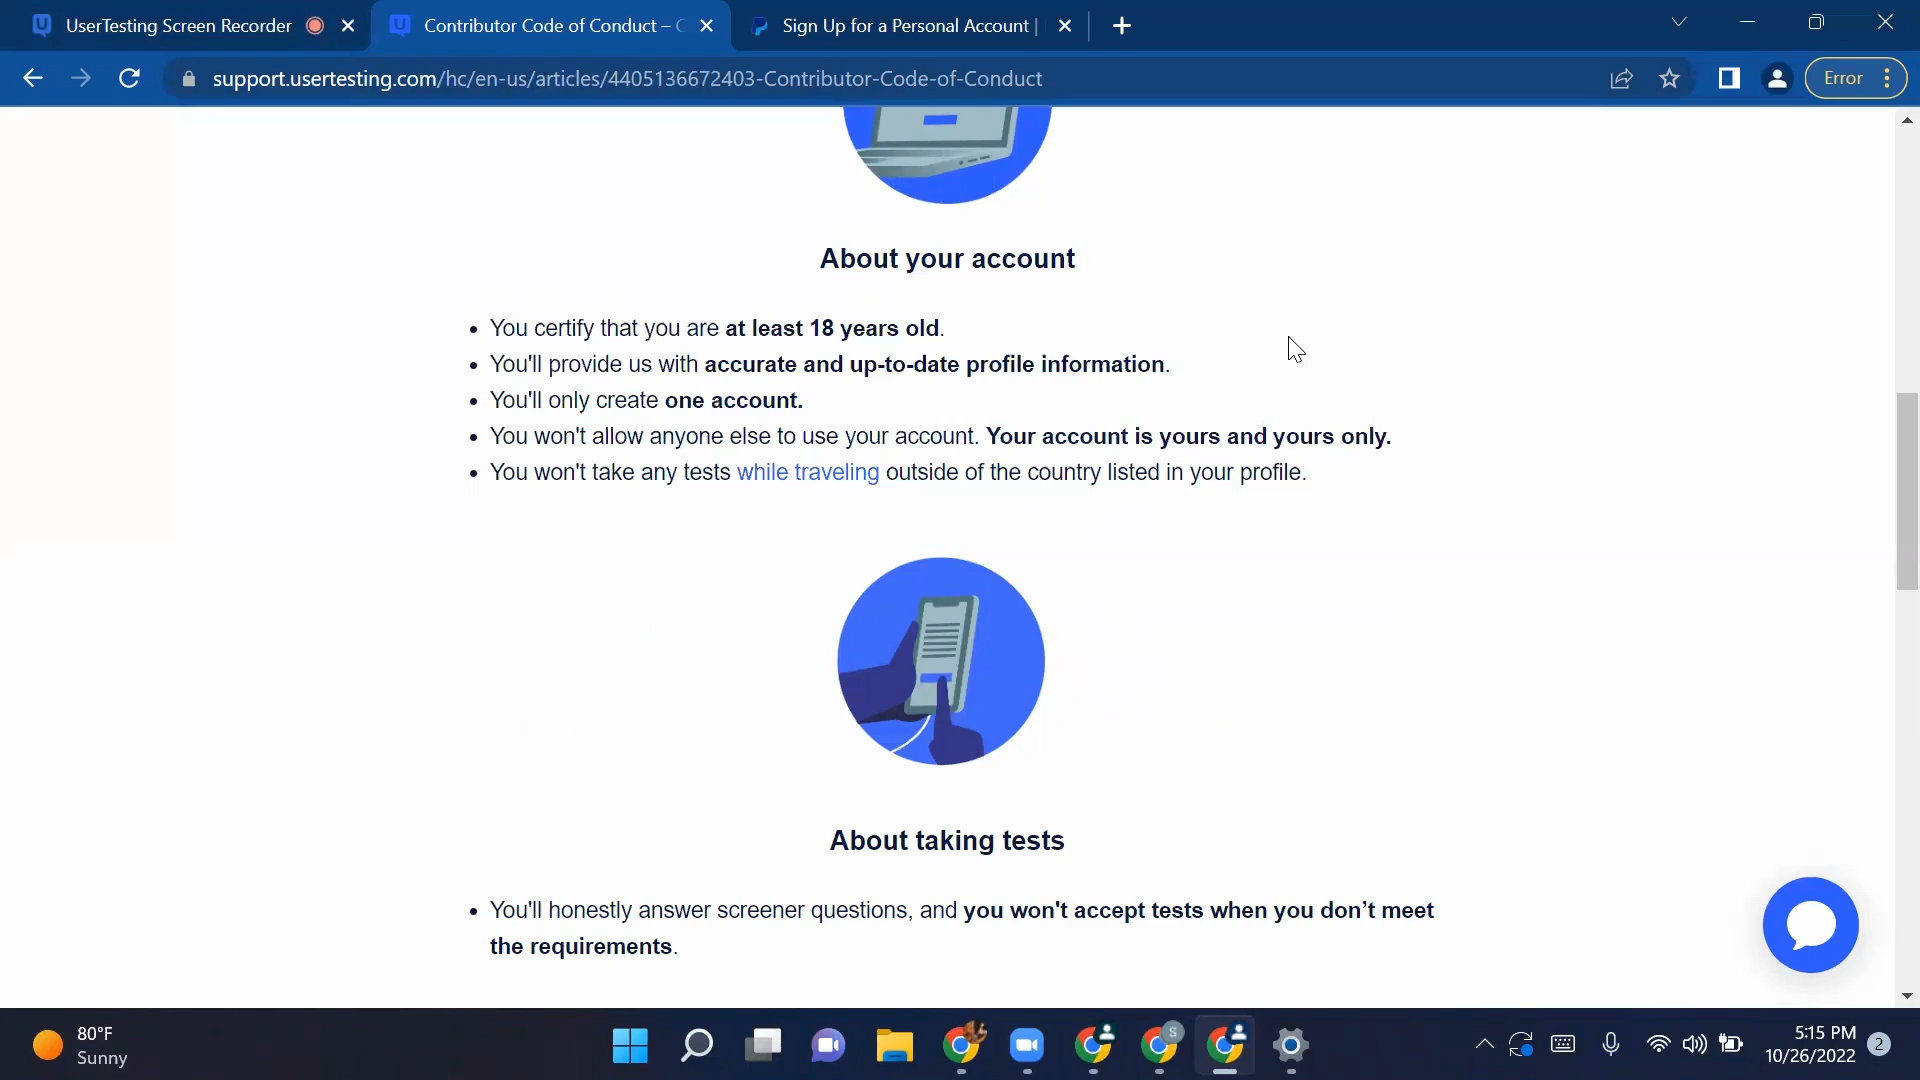 UserTesting Screen Recorder
Contributor Code of Conduct – C
Sign Up for a Personal Account |
support.usertesting.com/hc/en-us/articles/4405136672403-Contributor-Code-of-Conduct
Error
About your account
You certify that you are at least 18 years old.
You'll provide us with accurate and up-to-date profile information.
You'll only create one account.
You won't allow anyone else to use your account. Your account is yours and yours only.
You won't take any tests while traveling outside of the country listed in your profile.
About taking tests
You'll honestly answer screener questions, and you won't accept tests when you don’t meet
the requirements.
80°F
Sunny
S
5:15 PM
10/26/2022
2